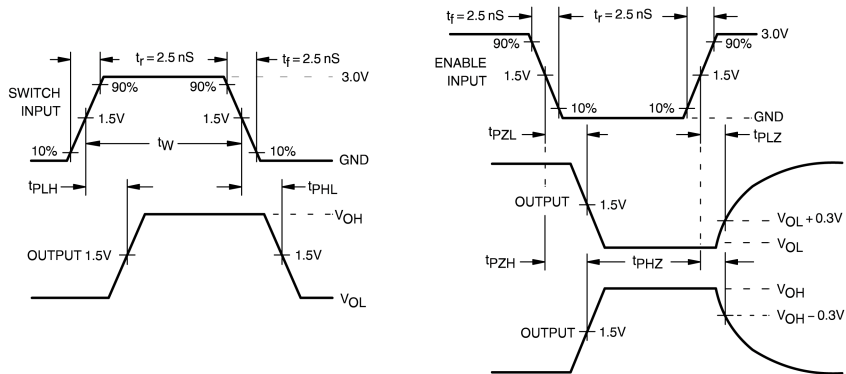 tr = 2.5 nS
tf = 2.5 nS
SWITCH
INPUT
90%
90%
3.0V
1.5V
1.5V
tW
10%
10%
GND
tPLH
tPHL
VOH
OUTPUT 1.5V
1.5V
VOL
tf = 2.5 nS
tr = 2.5 nS
90%
90%
3.0V
ENABLE
INPUT
1.5V
1.5V
10%
10%
GND
tPZL
tPLZ
OUTPUT
1.5V
VOL + 0.3V
VOL
tPZH
tPHZ
VOH
VOH – 0.3V
OUTPUT
1.5V